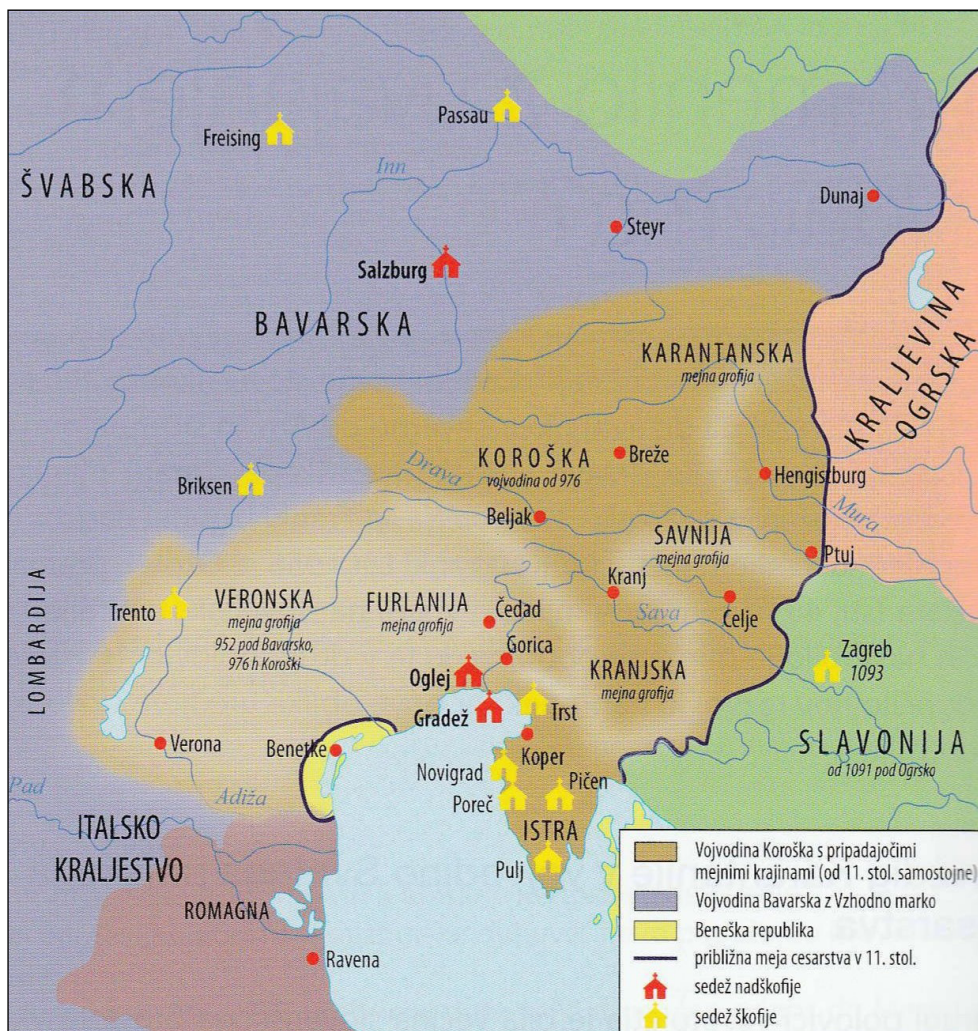 Passau
Freising
Inn
ŠVABSKA
Dunaj
Steyr
Salzburg
BAVARSKA
KARANTANSKA
mejna grofija
KRALJEVINA
OGRSKA
KOROŠKA
vojvodina od 976
Breže
Hengistburg
Drava
Briksen
Beljak
Mura
SAVNIJA
mejna grofija
Ptuj
Kranj
LOMBARDIJA
Trento
VERONSKA
mejna grofija
952 pod Bavarsko,
976 h Koroški
FURLANIJA
mejna grofija
Čedad
Sava
Celje
Gorica
Zagreb
1093
Oglej
KRANJSKA
mejna grofija
Gradež
Trst
Verona
Benetke
Koper
SLAVONIJA
od 1091 pod Ogrsko
Novigrad
Pičen
Pad
Adiža
Poreč
ITALSKO
KRALJESTVO
ISTRA
Pulj
ROMAGNA
Ravena
Vojvodina Koroška s pripadajočimi
mejnimi krajinami (od 11. stol. samostojne)
Vojvodina Bavarska z Vzhodno marko
Beneška republika
približna meja cesarstva v 11. stol.
sedež nadškofije
sedež škofije